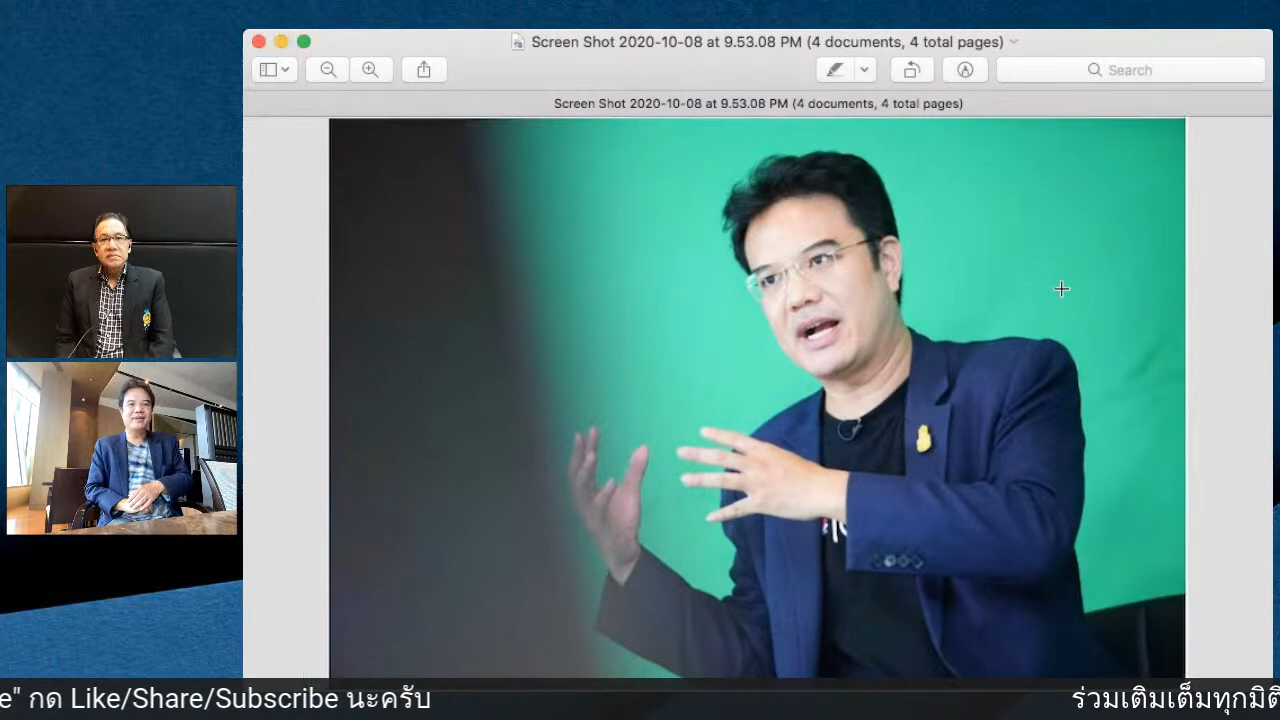 Screen Shot 2020-10-08 at 9.53.08 PM (4 documents, 4 total pages)
Search
Screen Shot 2020-10-08 at 9.53.08 PM (4 documents, 4 total pages)
e" กด Like/Share/Subscribe นะครับ
ร่วมเติมเต็มทุกมิติ